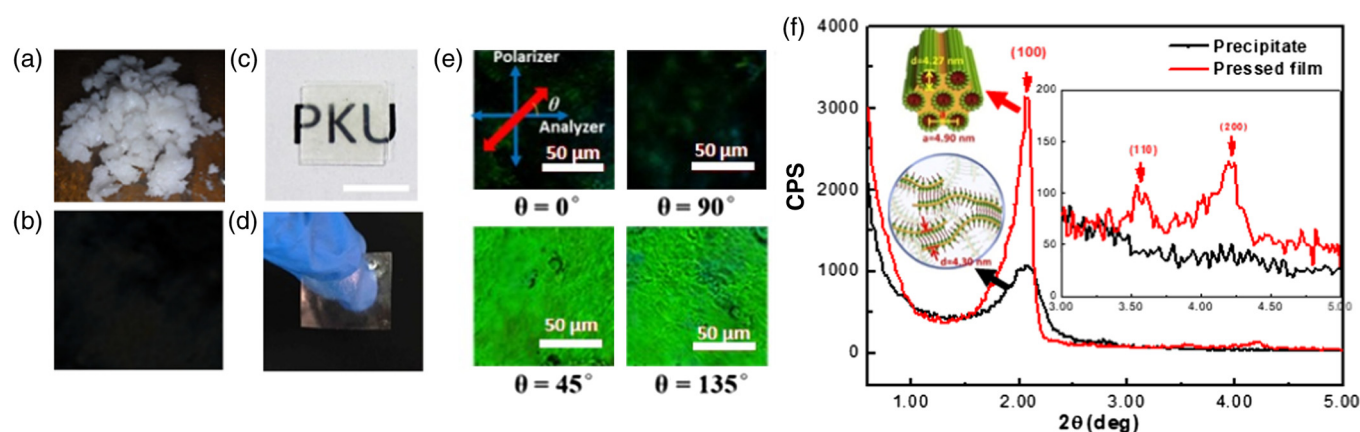 (a)
(c)
PKU
(b)
(d)
(e)
Polarizer
θ
Analyzer
50 μm
50 μm
θ = 0°
θ = 90°
50 μm
50 μm
θ = 45°
θ = 135°
(f)
4000
3000
2000
1000
0
CPS
1.00
2.00
3.00
4.00
5.00
2θ (deg)
d=4.27 nm
a=4.90 nm
d=4.30 nm
(100)
Precipitate
Pressed film
200
150
100
50
0
(110)
(200)
3.00
3.50
4.00
4.50
5.00